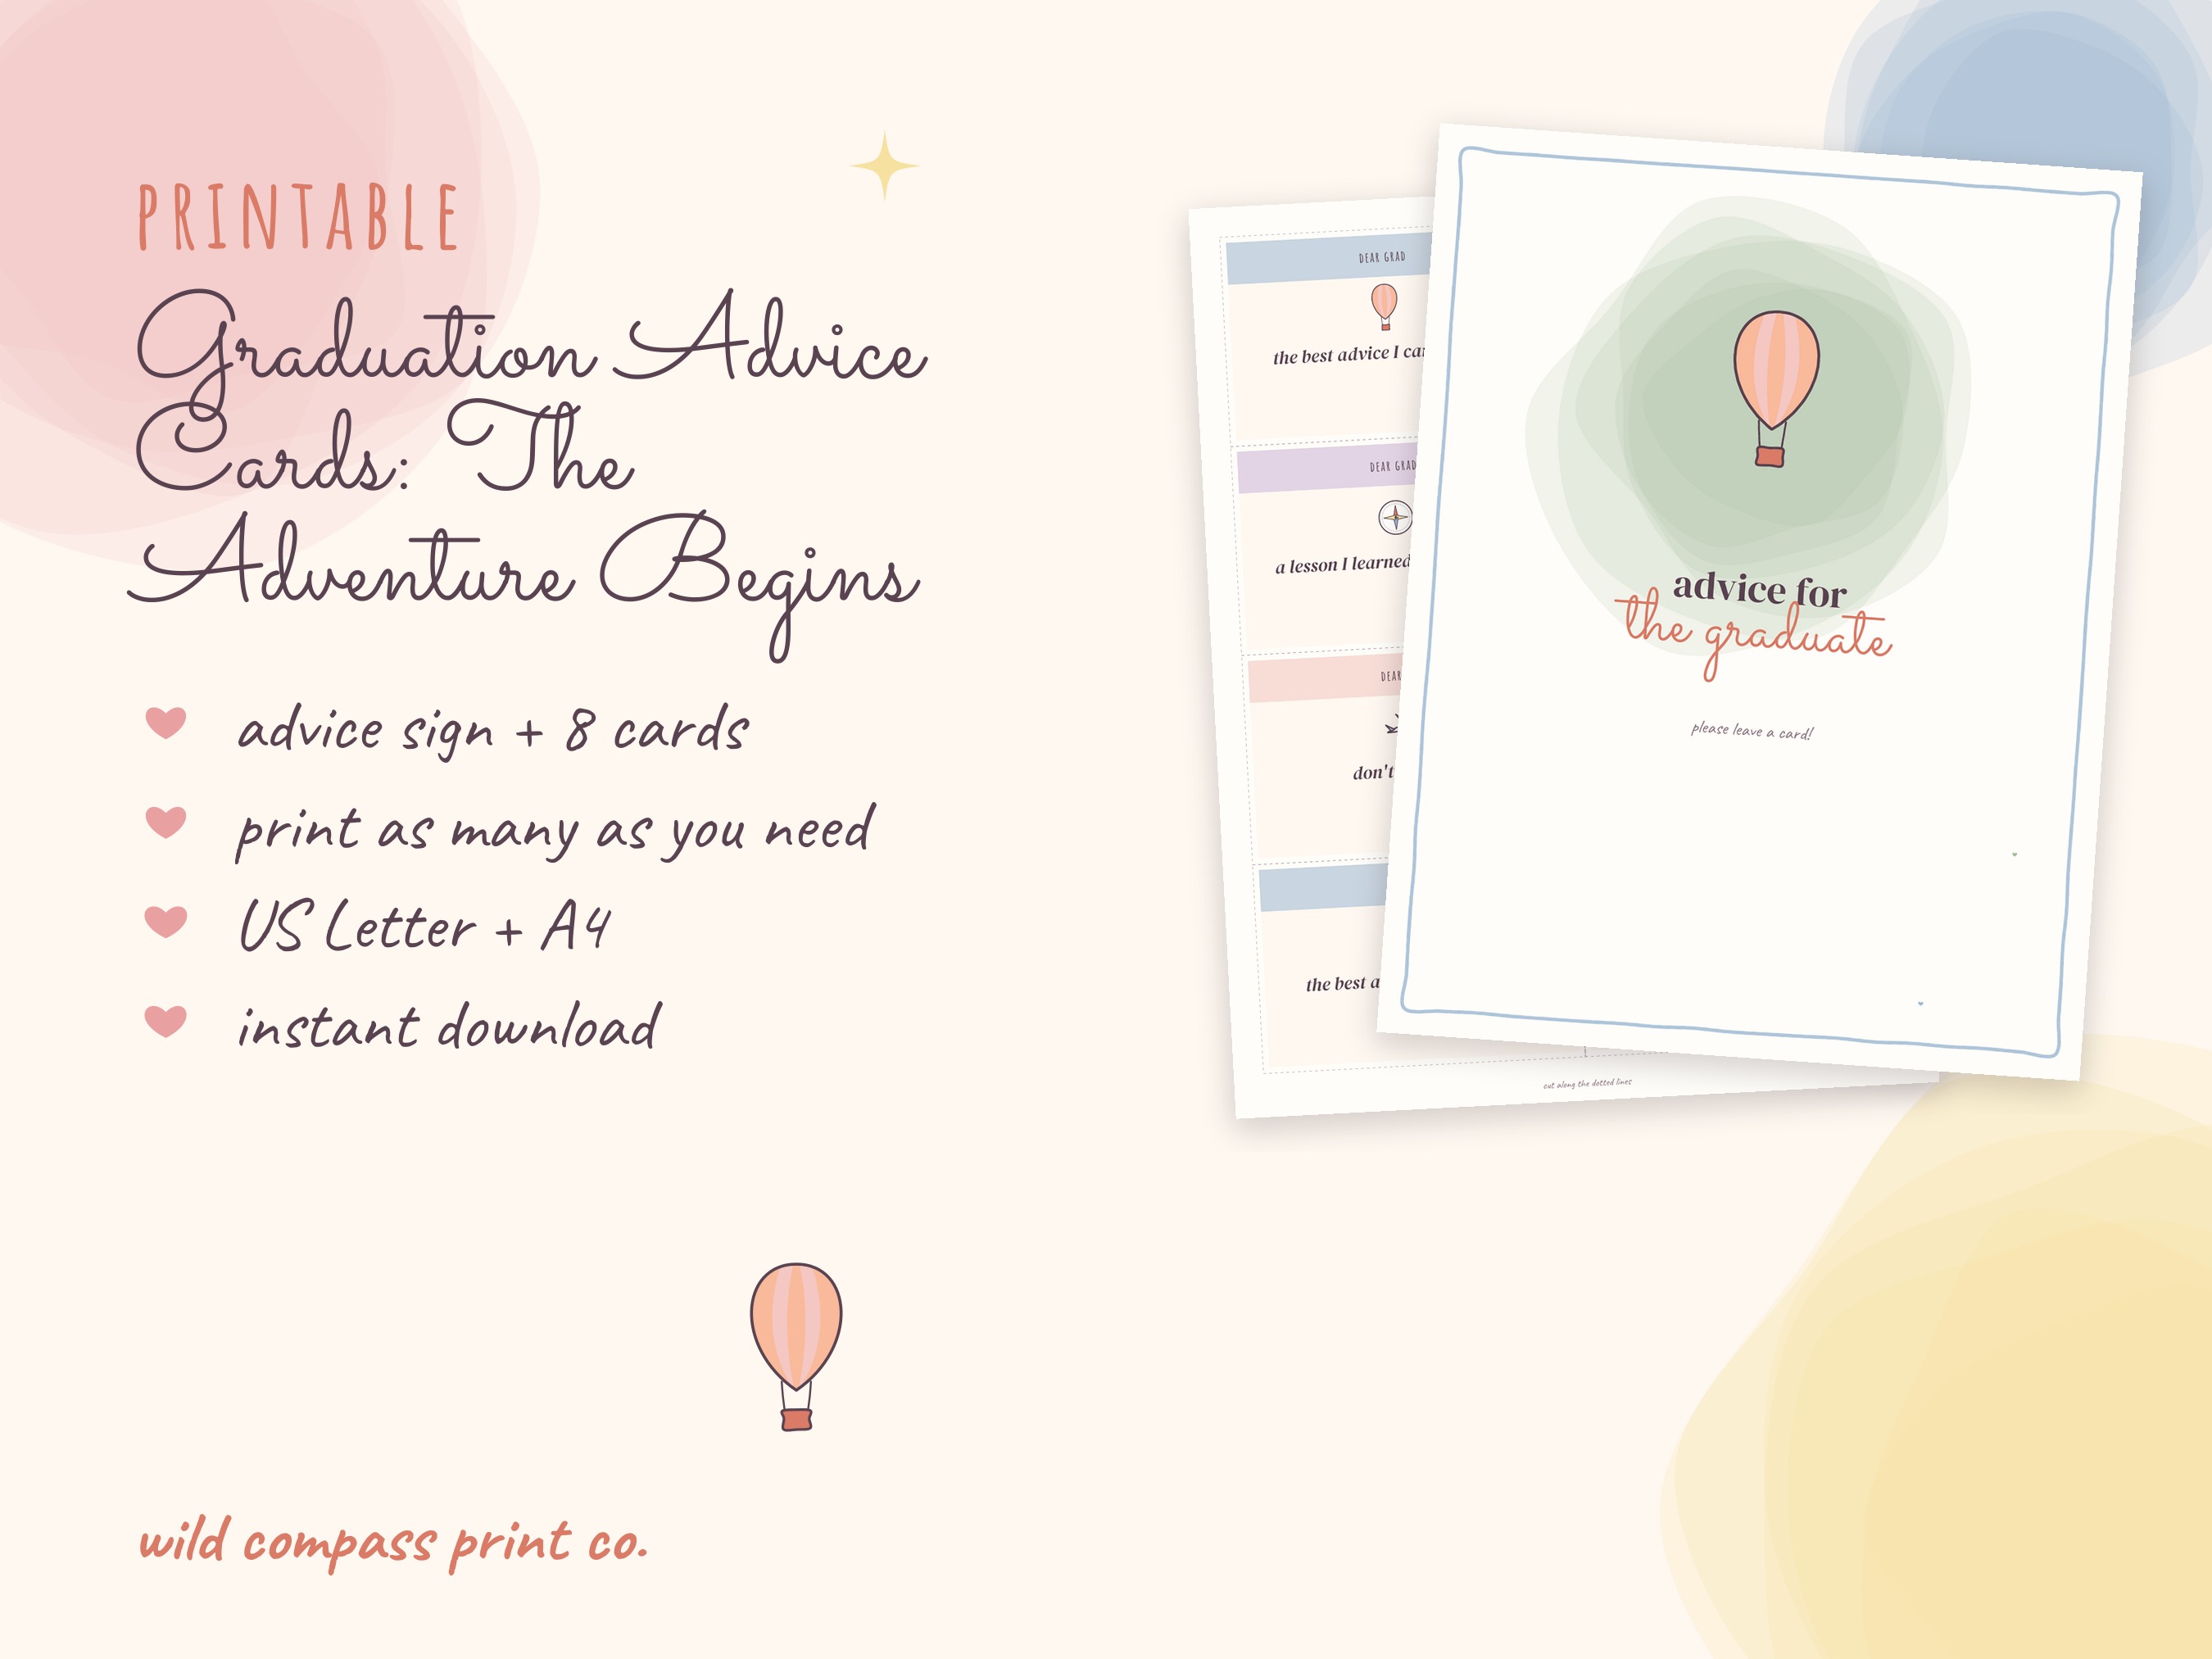 PRINTABLE
Graduation Advice
Cards: The
Adventure Begins
advice sign + 8 cards
print as many as you need
US Letter + A4
instant download
wild compass print co.
DEAR GRAD
the best advice I
DEAR GRAD
a lesson I learned
DEAR
don't
the best
cut along the dotted lines
advice for
the graduate
please leave a card!